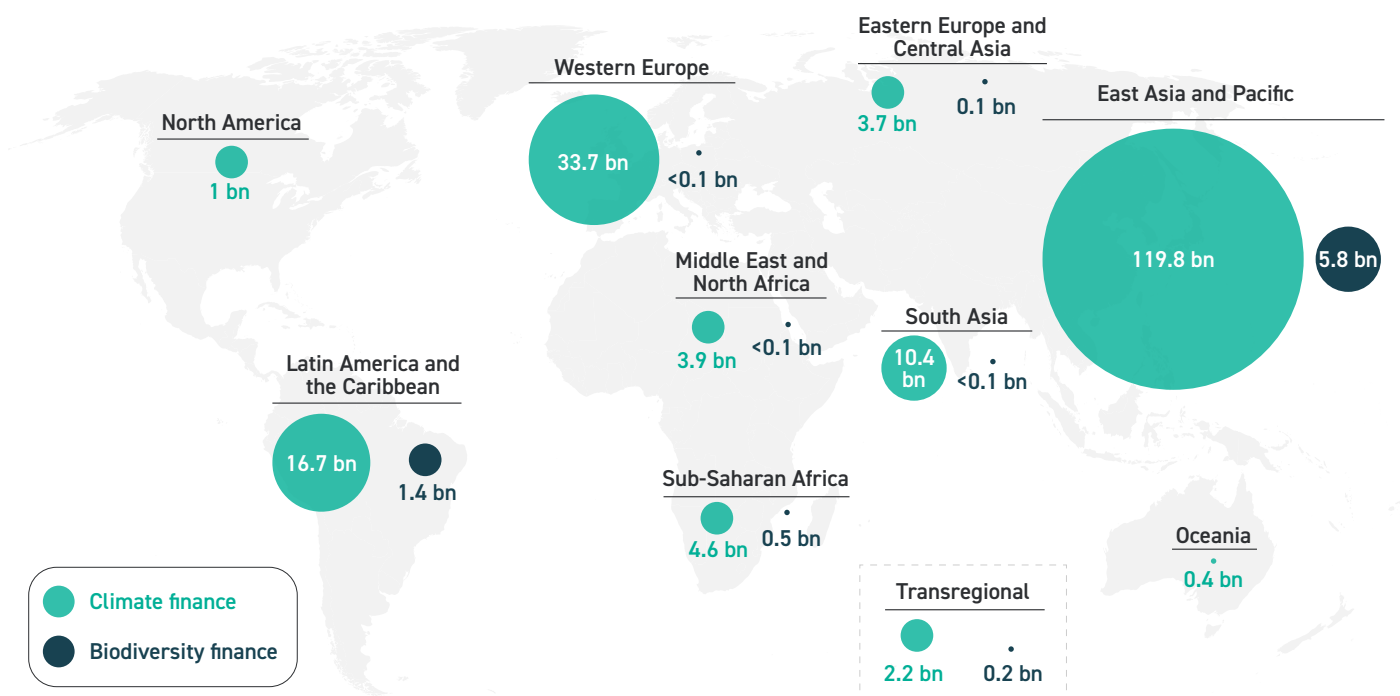 Eastern Europe and
Central Asia
3.7 bn
0.1 bn
Western Europe
33.7 bn
<0.1 bn
East Asia and Pacific
119.8 bn
5.8 bn
North America
1 bn
Middle East and
North Africa
3.9 bn
<0.1 bn
South Asia
10.4
bn
<0.1 bn
Latin America and
the Caribbean
16.7 bn
1.4 bn
Sub-Saharan Africa
4.6 bn
0.5 bn
Oceania
0.4 bn
Transregional
2.2 bn
0.2 bn
Climate finance
Biodiversity finance